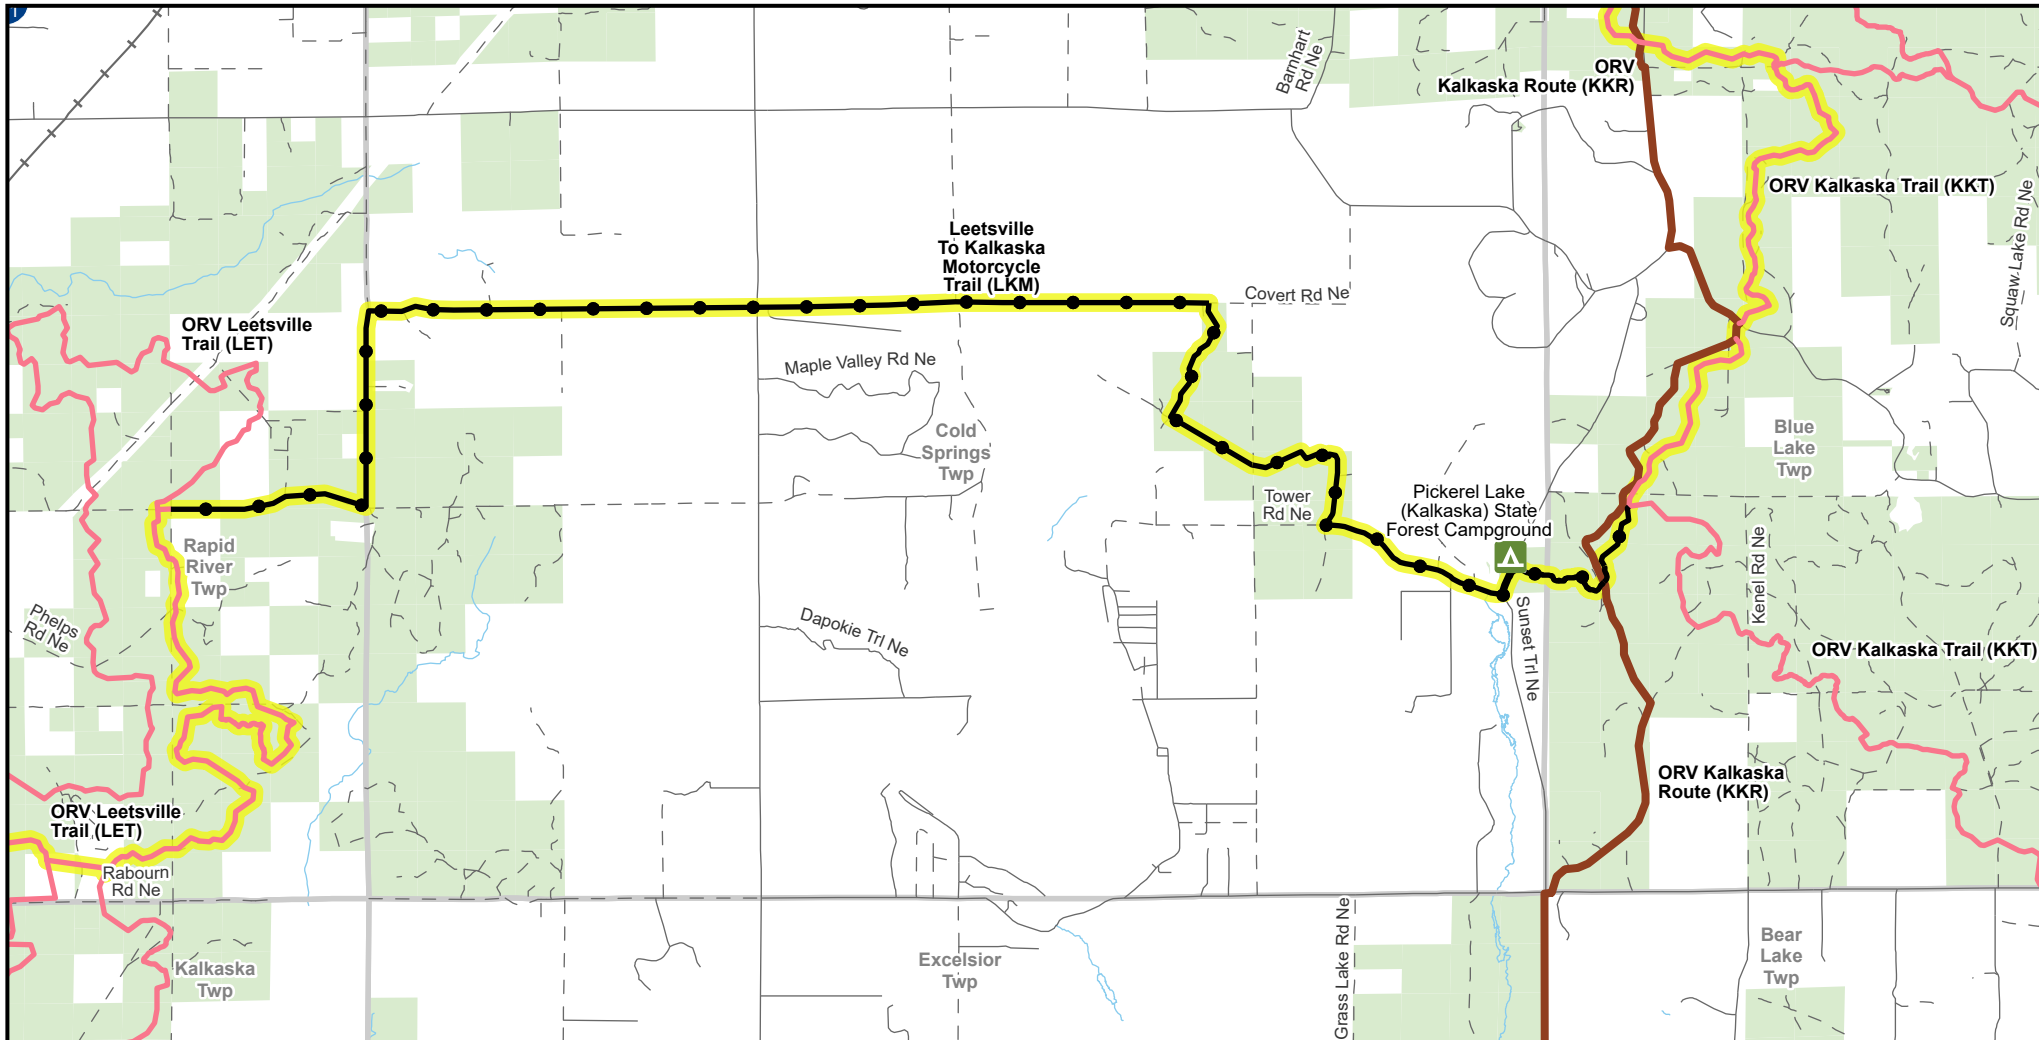 Barnhart
Rd Ne
ORV
Kalkaska Route (KKR)
ORV Kalkaska Trail (KKT)
Squaw Lake Rd Ne
Leetsville
To Kalkaska
Motorcycle
Trail (LKM)
Covert Rd Ne
ORV Leetsville
Trail (LET)
Maple Valley Rd Ne
Cold
Springs
Twp
Blue
Lake
Twp
Tower
Rd Ne
Pickerel Lake
(Kalkaska) State
Forest Campground
Rapid
River
Twp
Kenel Rd Ne
Phelps
Rd Ne
Dapokie Trl Ne
Sunset Trl Ne
ORV Kalkaska Trail (KKT)
ORV Kalkaska
Route (KKR)
ORV Leetsville
Trail (LET)
Rabourn
Rd Ne
Grass Lake Rd Ne
Kalkaska
Twp
Excelsior
Twp
Bear
Lake
Twp